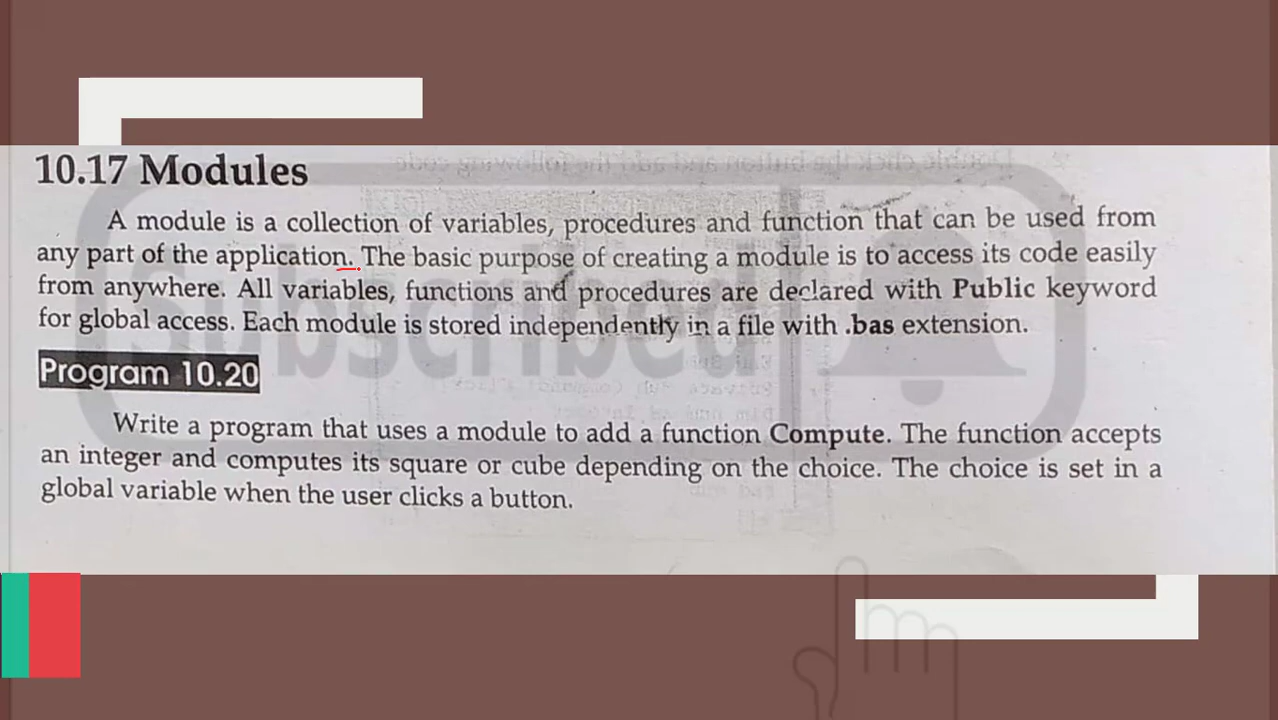 10.17 Modules
A module is a collection of variables, procedures and function that can be used from
any part of the application. The basic purpose of creating a module is to access its code easily
from anywhere. All variables, functions and procedures are declared with Public keyword
for global access. Each module is stored independently in a file with .bas extension.
Program 10.20
Write a program that uses a module to add a function Compute. The function accepts
an integer and computes its square or cube depending on the choice. The choice is set in a
global variable when the user clicks a button.
Subscribed